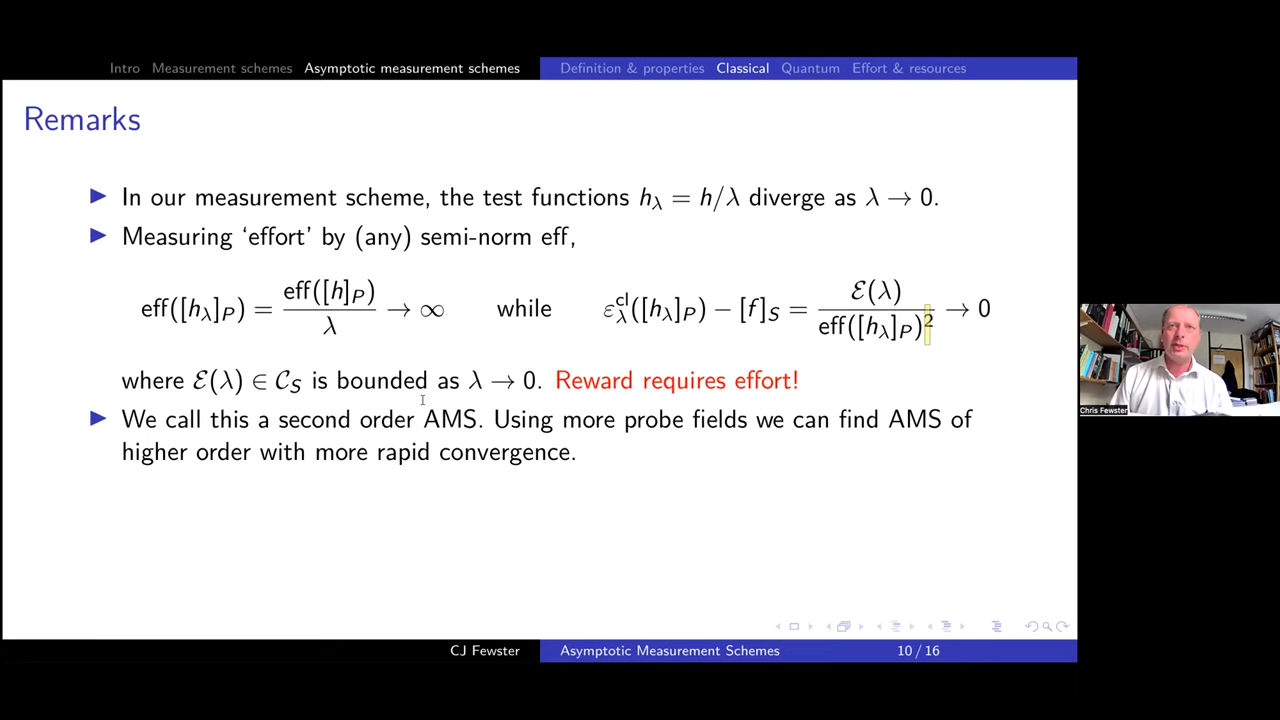 Intro Measurement schemes Asymptotic measurement schemes Definition & properties Classical Quantum Effort & resources
Remarks
In our measurement scheme, the test functions h_λ = h/λ diverge as λ → 0.
Measuring ‘effort’ by (any) semi-norm eff,
eff([h_λ]_P) = eff([h]_P) / λ → ∞ while ε_λ^cl([h_λ]_P) − [f]_S = ℰ(λ) / eff([h_λ]_P)^2 → 0
where ℰ(λ) ∈ 𝒞_S is bounded as λ → 0. Reward requires effort!
We call this a second order AMS. Using more probe fields we can find AMS of
higher order with more rapid convergence.
Chris Fewster
CJ Fewster Asymptotic Measurement Schemes 10 / 16